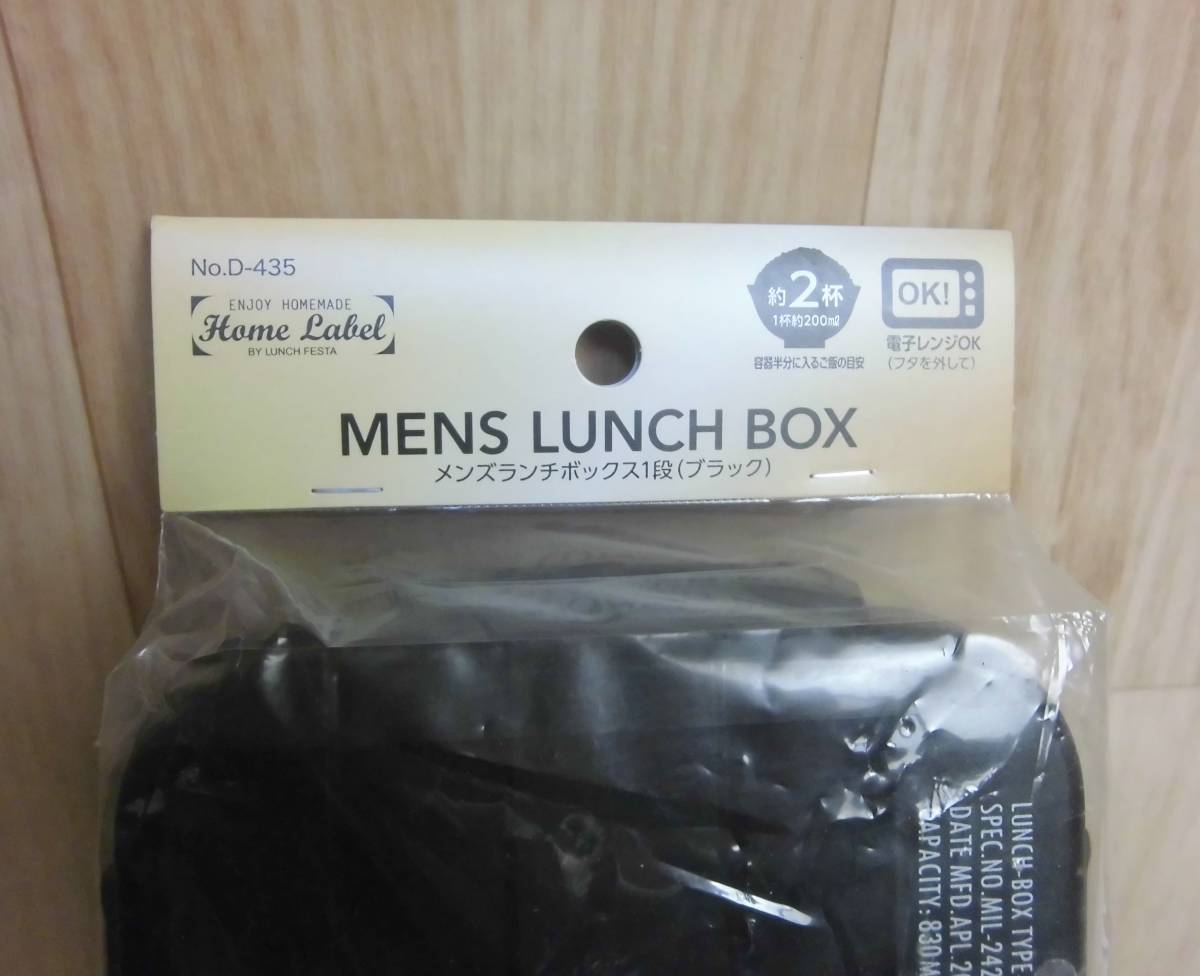 No.D-435
ENJOY HOMEMADE
Home Label
BY LUNCH FESTA
約2杯
1杯約200mℓ
容器半分に入るご飯の目安
OK!
電子レンジOK
(フタを外して)
MENS LUNCH BOX
メンズランチボックス1段(ブラック)
LUNCH-BOX TYPE
SPEC.NO.MIL-242
DATE MFD.APL.2
CAPACITY: 830M